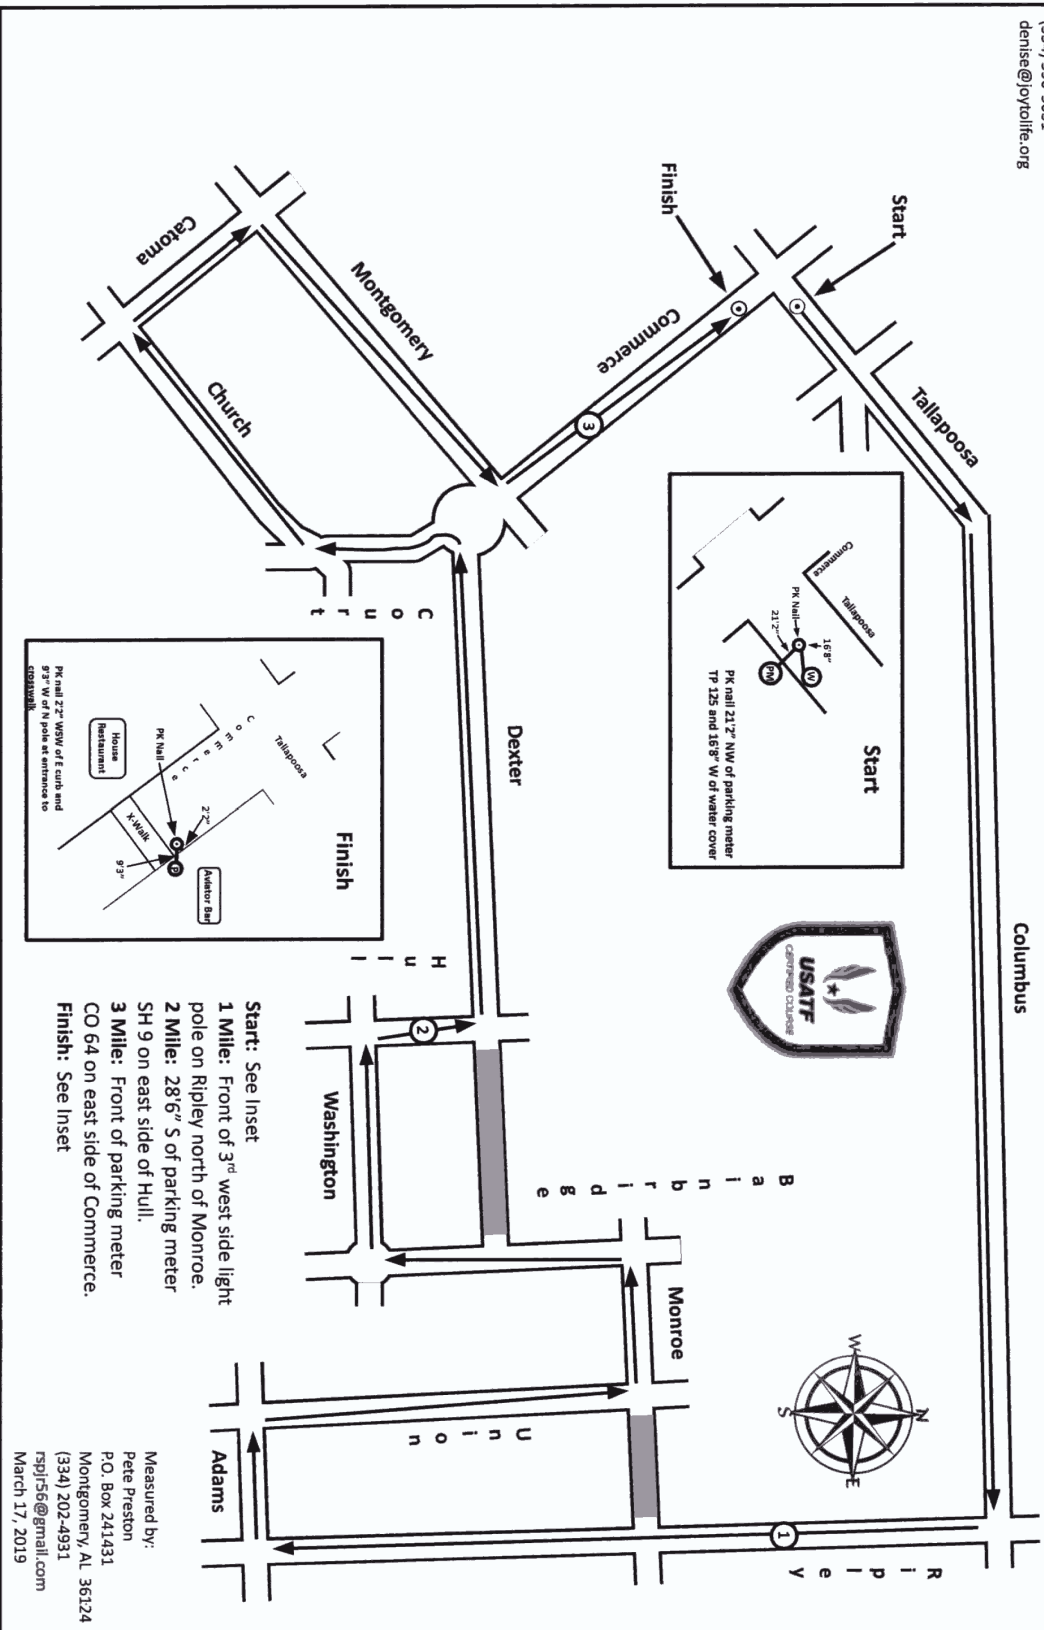 denise@joytolife.org
Start
Finish
Tallapoosa
Columbus
Commerce
3
Montgomery
Catoma
Church
Court
Dexter
Hull
2
Washington
Bainbridge
Monroe
Union
Adams
Ripley
1
W
N
S
E
USATF
CERTIFIED COURSE
Start
Commerce
Tallapoosa
PK Nail
16'8"
21'2"
W
PM
PK nail 21'2" NW of parking meter
TP 125 and 16'8" W of water cover
Finish
Tallapoosa
Commerce
PK Nail
2'2"
X-Walk
P
9'3"
Aviator Bar
House
Restaurant
PK nail 2'2" WSW of E curb and
9'3" W of N pole at entrance to
crosswalk
Start: See Inset
1 Mile: Front of 3rd west side light
pole on Ripley north of Monroe.
2 Mile: 28'6" S of parking meter
SH 9 on east side of Hull.
3 Mile: Front of parking meter
CO 64 on east side of Commerce.
Finish: See Inset
Measured by:
Pete Preston
P.O. Box 241431
Montgomery, AL 36124
(334) 202-4931
rspjr56@gmail.com
March 17, 2019